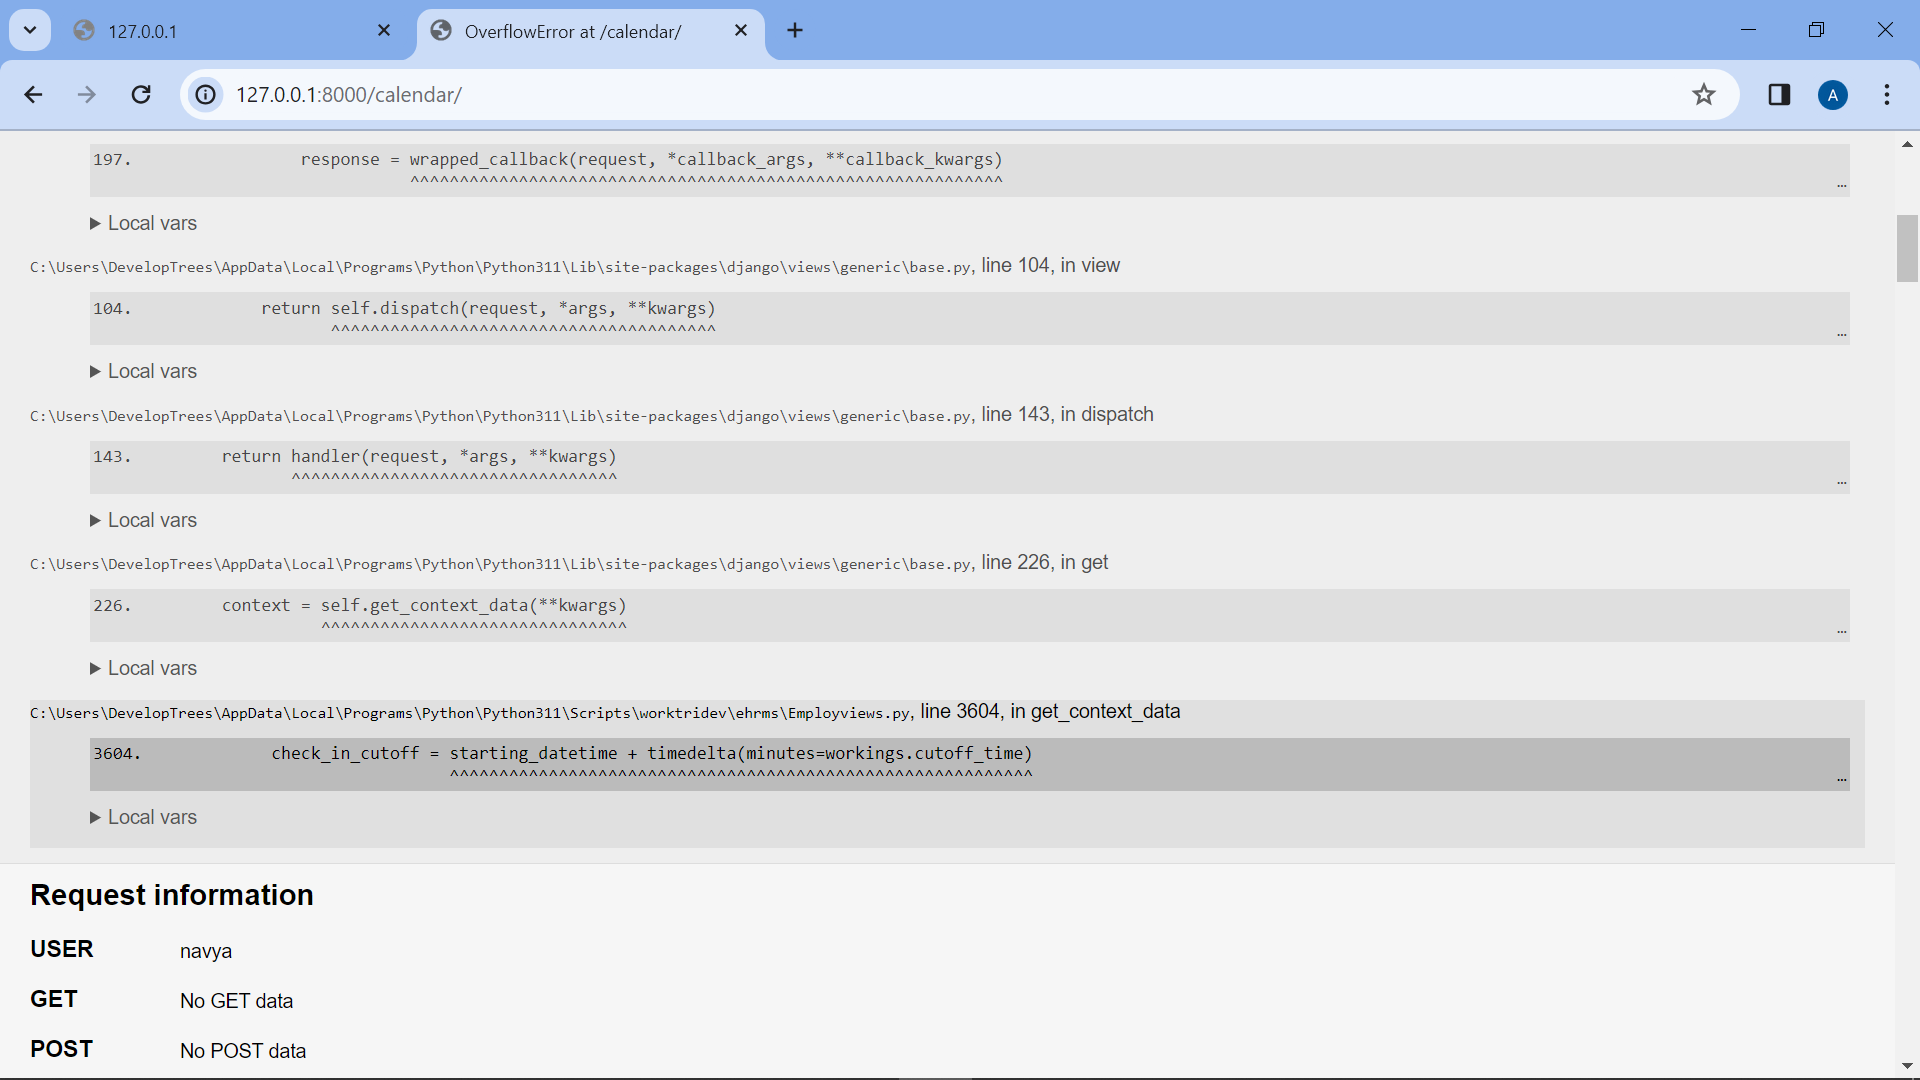 127.0.0.1
OverflowError at /calendar/
127.0.0.1:8000/calendar/
A
197. response = wrapped_callback(request, *callback_args, **callback_kwargs)
^^^^^^^^^^^^^^^^^^^^^^^^^^^^^^^^^^^^^^^^^^^^^^^^^^^^^^^^^^^^
…
Local vars
C:\Users\DevelopTrees\AppData\Local\Programs\Python\Python311\Lib\site-packages\django\views\generic\base.py, line 104, in view
104. return self.dispatch(request, *args, **kwargs)
^^^^^^^^^^^^^^^^^^^^^^^^^^^^^^^^^^^^^^^
…
Local vars
C:\Users\DevelopTrees\AppData\Local\Programs\Python\Python311\Lib\site-packages\django\views\generic\base.py, line 143, in dispatch
143. return handler(request, *args, **kwargs)
^^^^^^^^^^^^^^^^^^^^^^^^^^^^^^^^^
…
Local vars
C:\Users\DevelopTrees\AppData\Local\Programs\Python\Python311\Lib\site-packages\django\views\generic\base.py, line 226, in get
226. context = self.get_context_data(**kwargs)
^^^^^^^^^^^^^^^^^^^^^^^^^^^^^^^
…
Local vars
C:\Users\DevelopTrees\AppData\Local\Programs\Python\Python311\Scripts\worktridev\ehrms\Employviews.py, line 3604, in get_context_data
3604. check_in_cutoff = starting_datetime + timedelta(minutes=workings.cutoff_time)
^^^^^^^^^^^^^^^^^^^^^^^^^^^^^^^^^^^^^^^^^^^^^^^^^^^^^^^^^^^
…
Local vars
Request information
USER navya
GET No GET data
POST No POST data